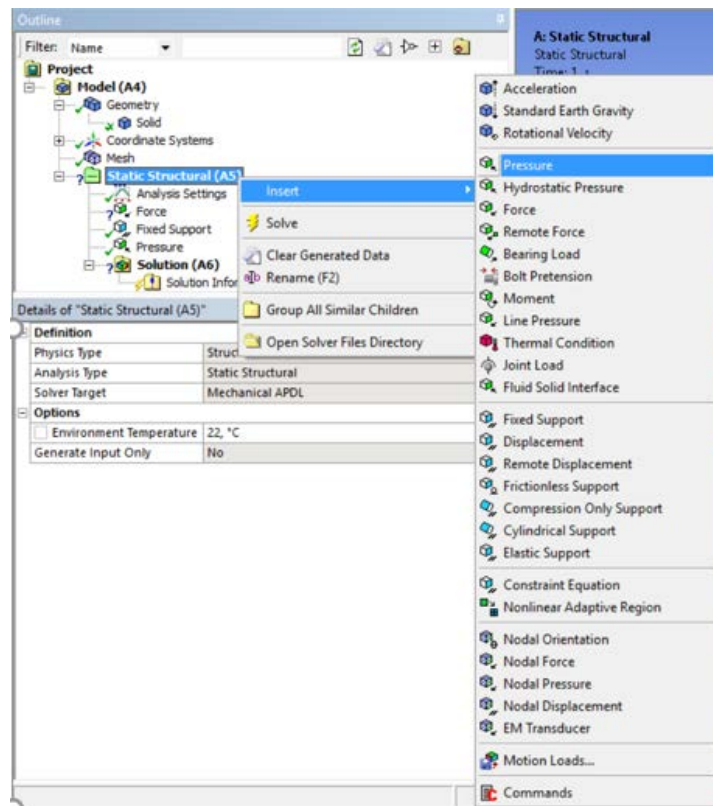 Outline
Filter: Name
Project
Model (A4)
Geometry
Solid
Coordinate Systems
Mesh
Static Structural (A5)
Analysis Settings
Force
Fixed Support
Pressure
Solution (A6)
Solution Infor
Insert
Solve
Clear Generated Data
Rename (F2)
Group All Similar Children
Open Solver Files Directory
Details of "Static Structural (A5)"
Definition
Physics Type Struct
Analysis Type Static Structural
Solver Target Mechanical APDL
Options
Environment Temperature 22, °C
Generate Input Only No
A: Static Structural
Static Structural
Time: 1,
Acceleration
Standard Earth Gravity
Rotational Velocity
Pressure
Hydrostatic Pressure
Force
Remote Force
Bearing Load
Bolt Pretension
Moment
Line Pressure
Thermal Condition
Joint Load
Fluid Solid Interface
Fixed Support
Displacement
Remote Displacement
Frictionless Support
Compression Only Support
Cylindrical Support
Elastic Support
Constraint Equation
Nonlinear Adaptive Region
Nodal Orientation
Nodal Force
Nodal Pressure
Nodal Displacement
EM Transducer
Motion Loads...
Commands